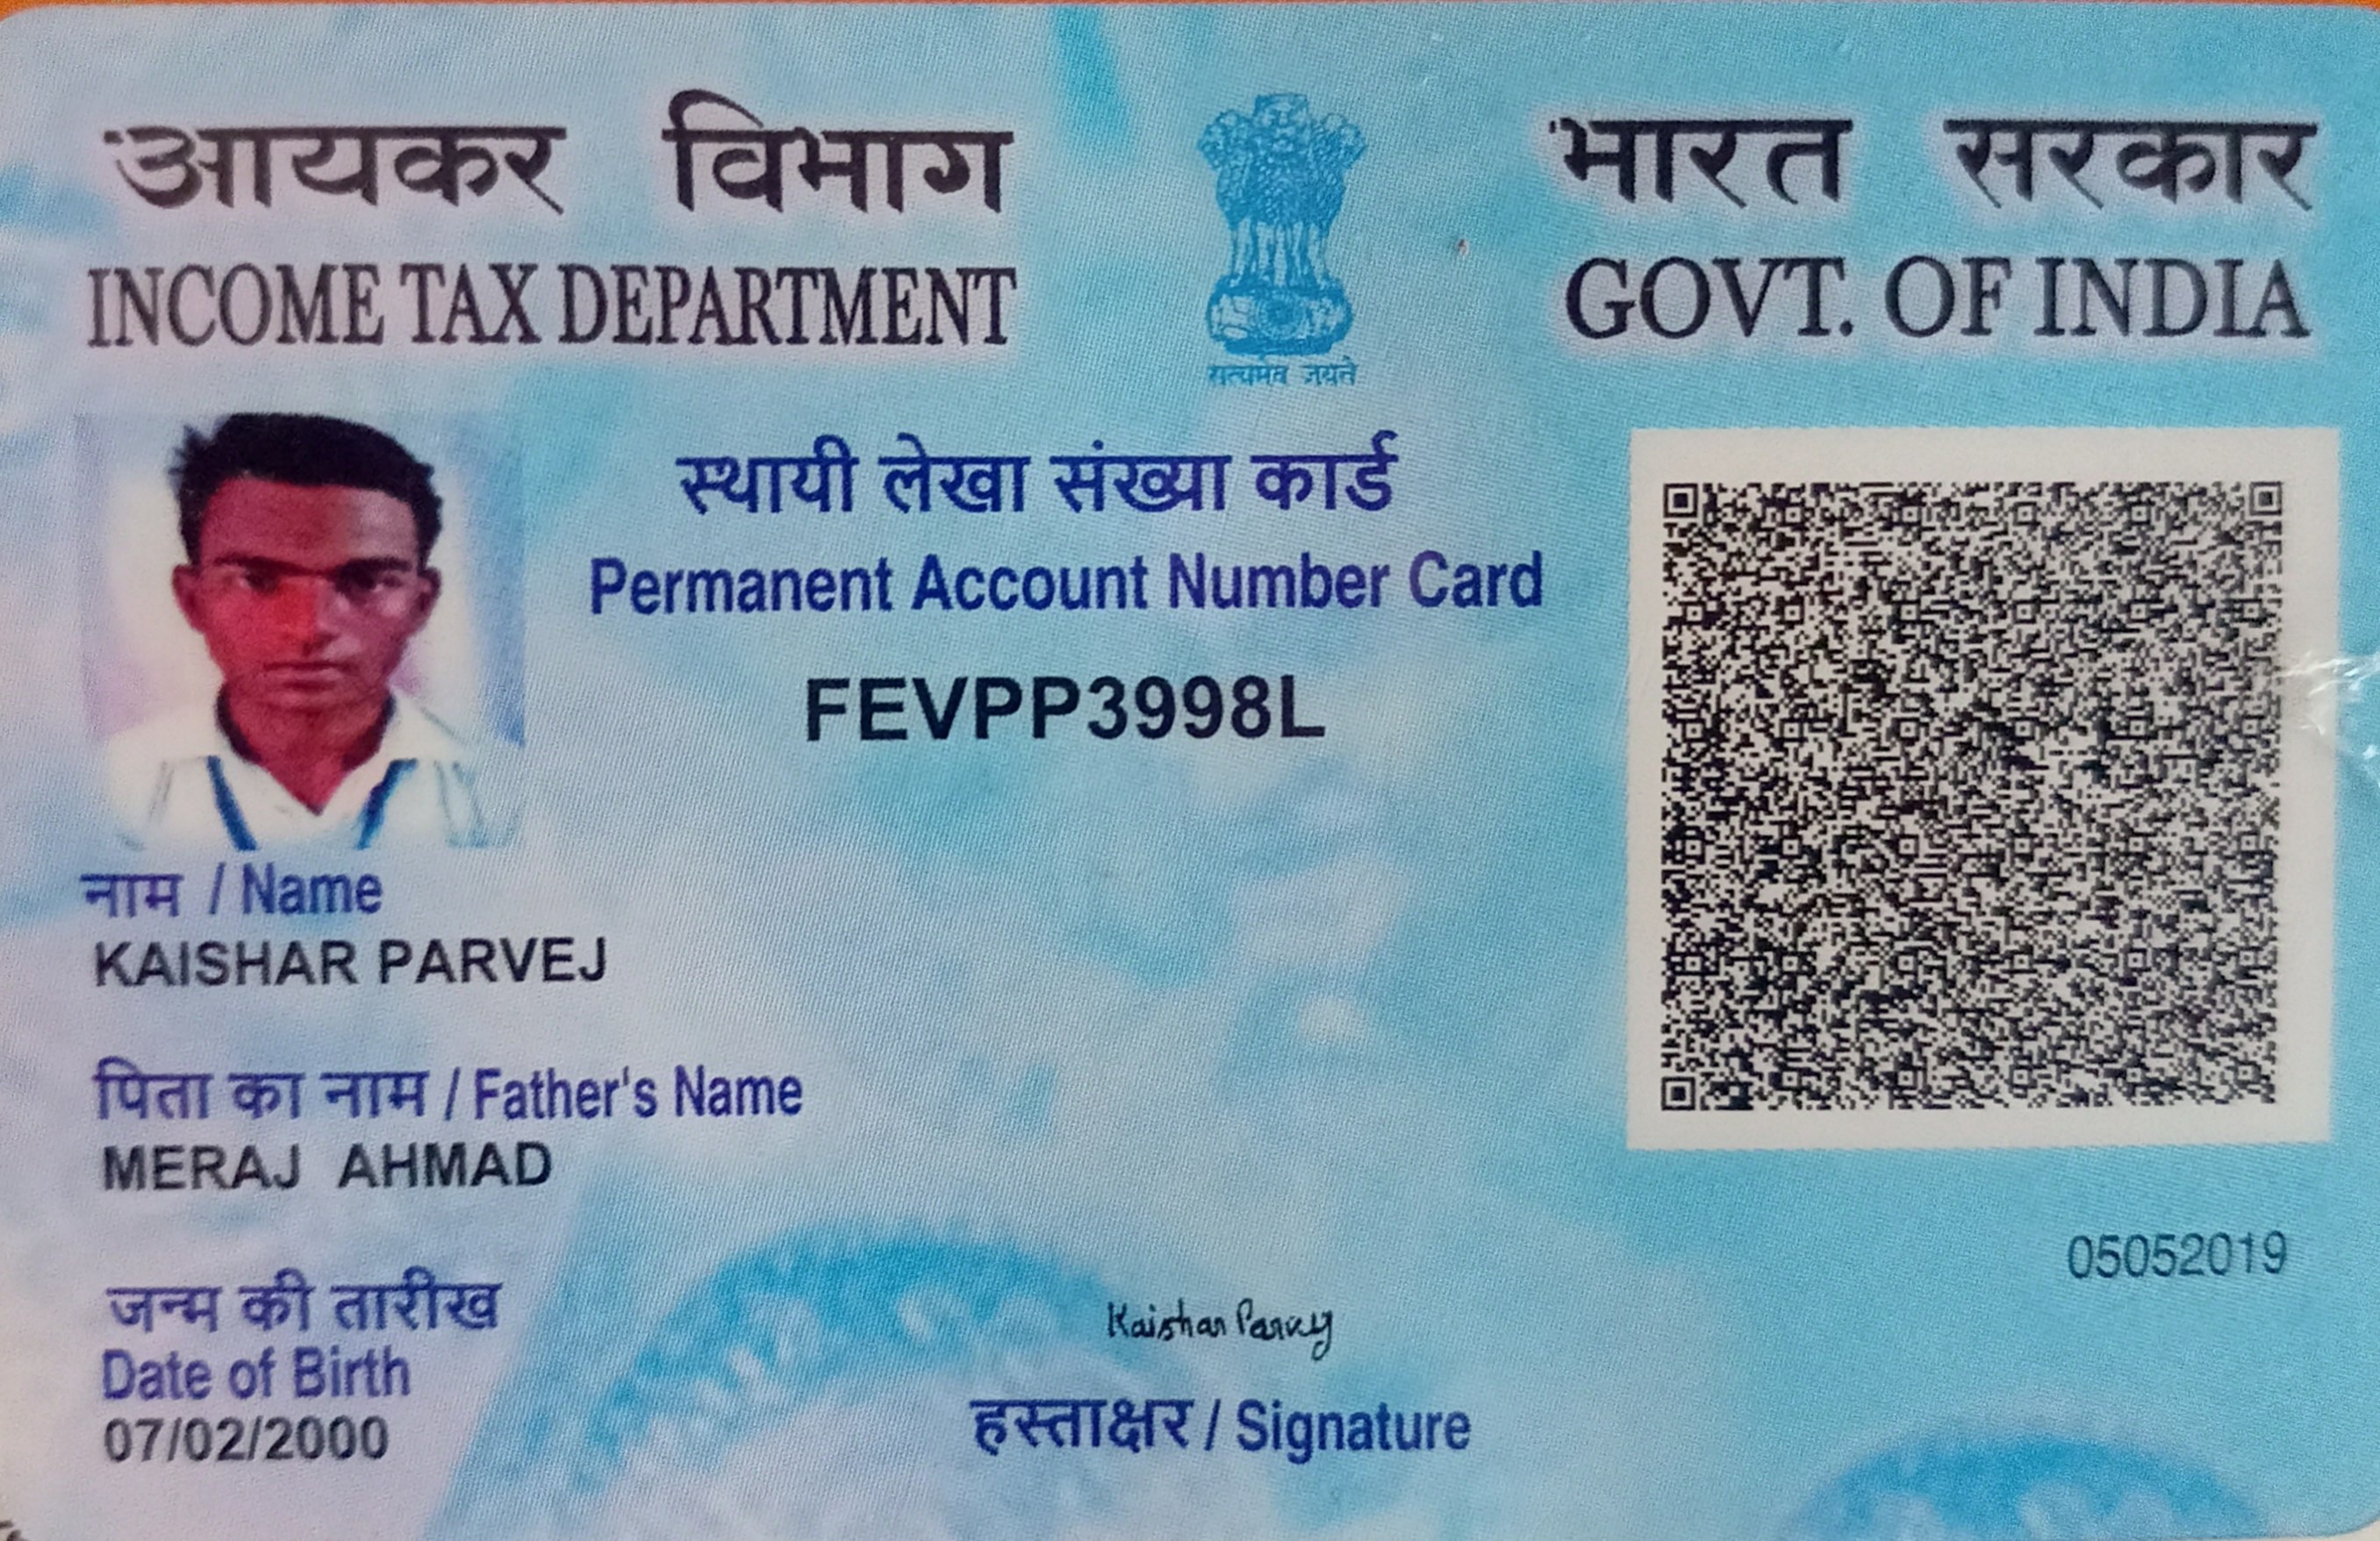 आयकर विभाग
INCOME TAX DEPARTMENT
सत्यमेव जयते
भारत सरकार
GOVT. OF INDIA
स्थायी लेखा संख्या कार्ड
Permanent Account Number Card
FEVPP3998L
नाम / Name
KAISHAR PARVEJ
पिता का नाम / Father's Name
MERAJ AHMAD
जन्म की तारीख
Date of Birth
07/02/2000
Kaishar Parvej
हस्ताक्षर / Signature
05052019